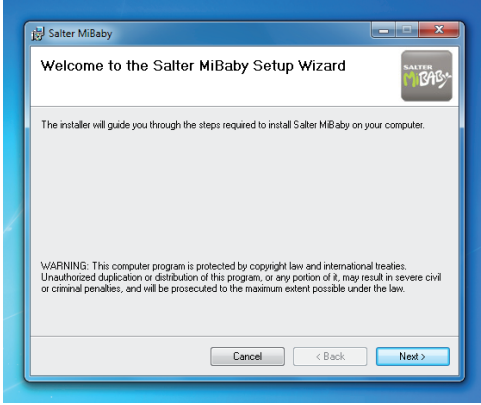 Salter MiBaby
Welcome to the Salter MiBaby Setup Wizard
SALTER
MiBABY
The installer will guide you through the steps required to install Salter MiBaby on your computer.
WARNING: This computer program is protected by copyright law and international treaties.
Unauthorized duplication or distribution of this program, or any portion of it, may result in severe civil
or criminal penalties, and will be prosecuted to the maximum extent possible under the law.
Cancel
< Back
Next >